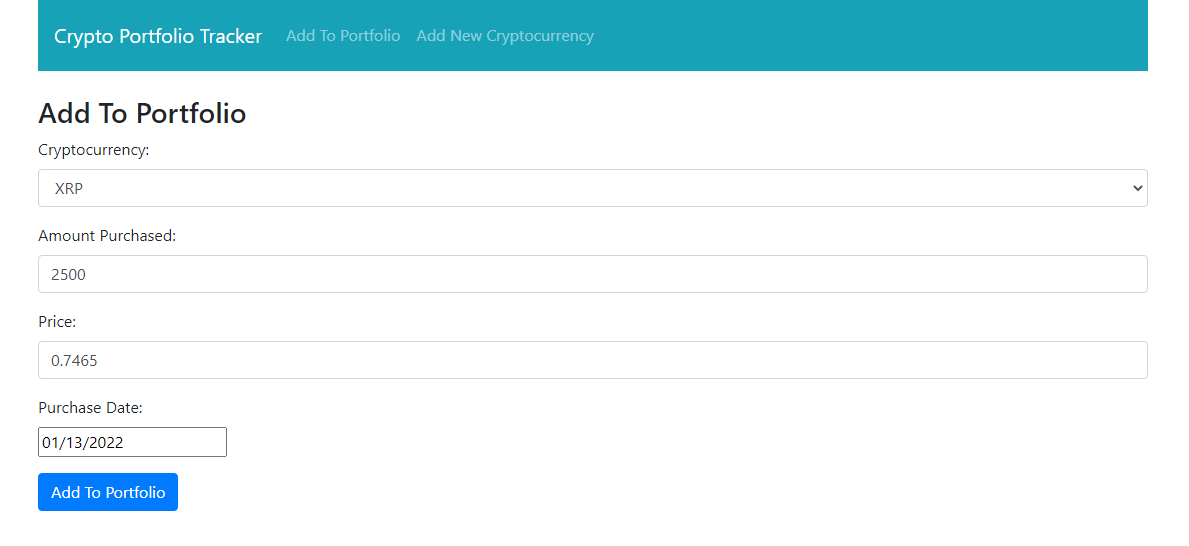 Crypto Portfolio Tracker Add To Portfolio Add New Cryptocurrency
Add To Portfolio
Cryptocurrency:
XRP
Amount Purchased:
2500
Price:
0.7465
Purchase Date:
01/13/2022
Add To Portfolio